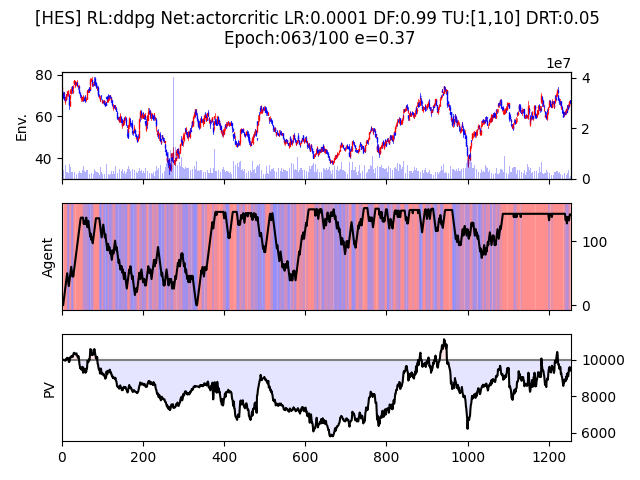 [HES] RL:ddpg Net:actorcritic LR:0.0001 DF:0.99 TU:[1,10] DRT:0.05
Epoch:063/100 e=0.37
1e7
80
60
40
Env.
4
2
0
Agent
100
0
PV
10000
8000
6000
0 200 400 600 800 1000 1200